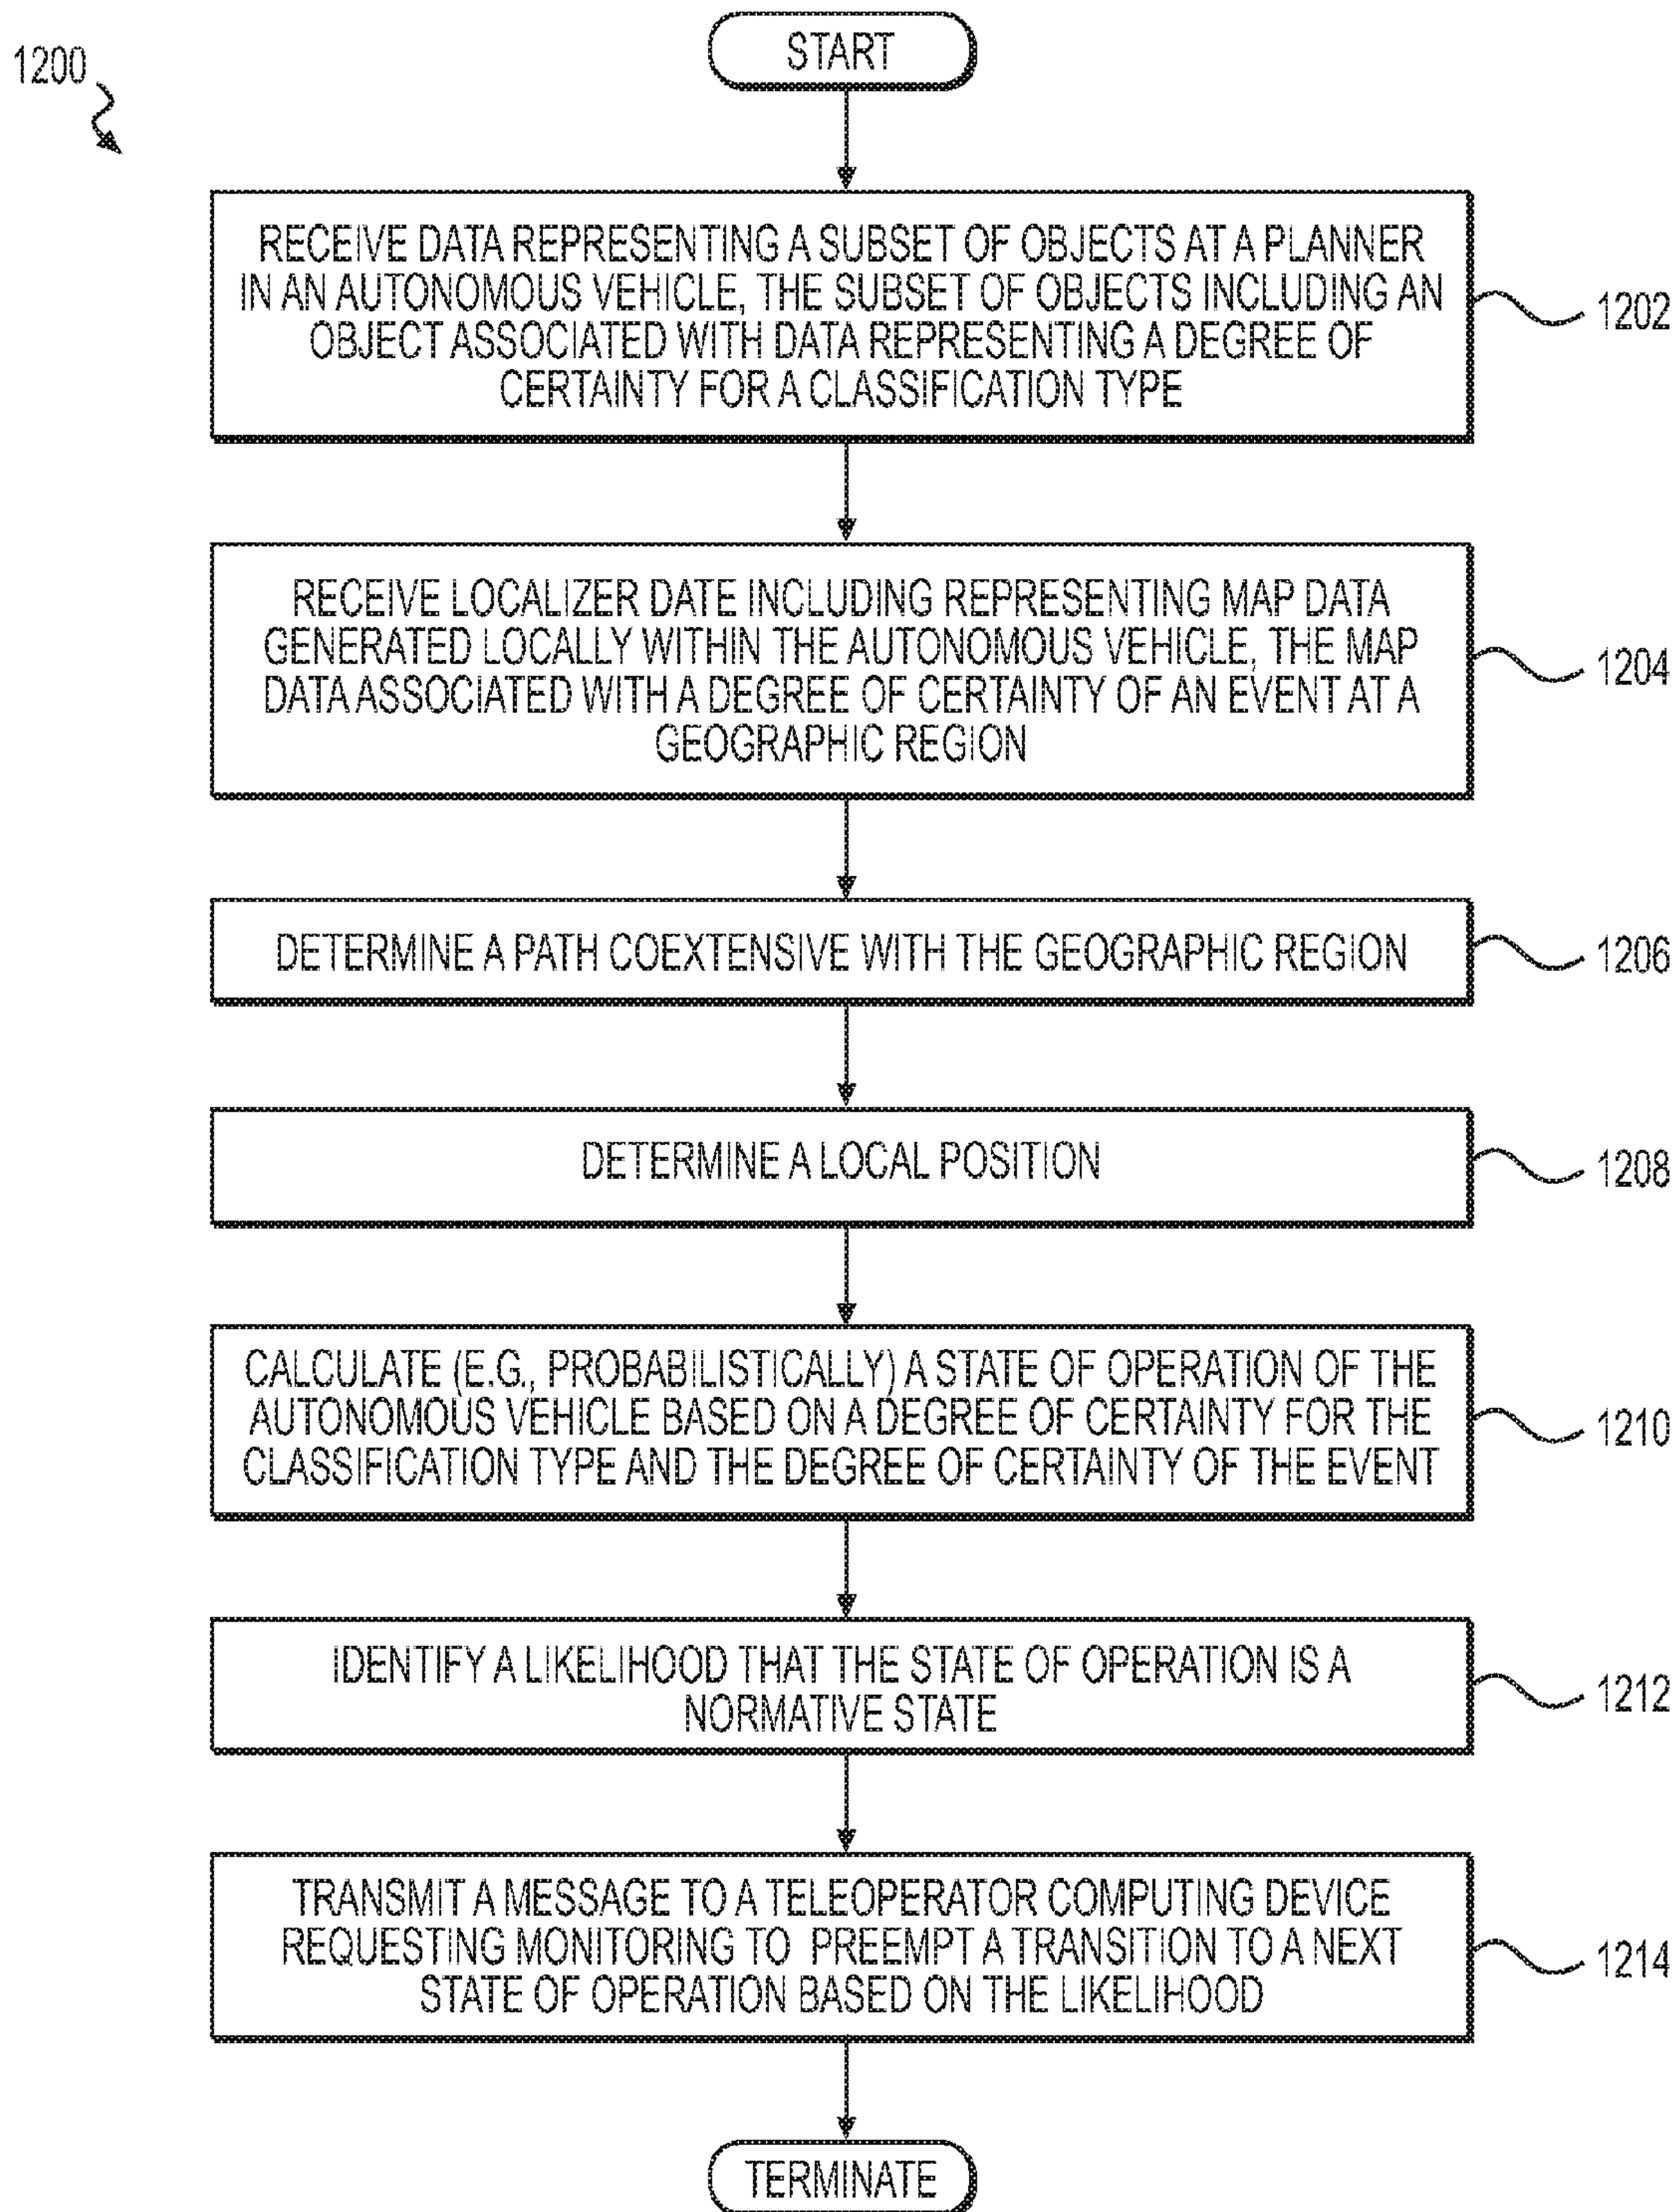 1200
START
RECEIVE DATA REPRESENTING A SUBSET OF OBJECTS AT A PLANNER
IN AN AUTONOMOUS VEHICLE, THE SUBSET OF OBJECTS INCLUDING AN
OBJECT ASSOCIATED WITH DATA REPRESENTING A DEGREE OF
CERTAINTY FOR A CLASSIFICATION TYPE
1202
RECEIVE LOCALIZER DATE INCLUDING REPRESENTING MAP DATA
GENERATED LOCALLY WITHIN THE AUTONOMOUS VEHICLE, THE MAP
DATA ASSOCIATED WITH A DEGREE OF CERTAINTY OF AN EVENT AT A
GEOGRAPHIC REGION
1204
DETERMINE A PATH COEXTENSIVE WITH THE GEOGRAPHIC REGION
1206
DETERMINE A LOCAL POSITION
1208
CALCULATE (E.G., PROBABILISTICALLY) A STATE OF OPERATION OF THE
AUTONOMOUS VEHICLE BASED ON A DEGREE OF CERTAINTY FOR THE
CLASSIFICATION TYPE AND THE DEGREE OF CERTAINTY OF THE EVENT
1210
IDENTIFY A LIKELIHOOD THAT THE STATE OF OPERATION IS A
NORMATIVE STATE
1212
TRANSMIT A MESSAGE TO A TELEOPERATOR COMPUTING DEVICE
REQUESTING MONITORING TO PREEMPT A TRANSITION TO A NEXT
STATE OF OPERATION BASED ON THE LIKELIHOOD
1214
TERMINATE